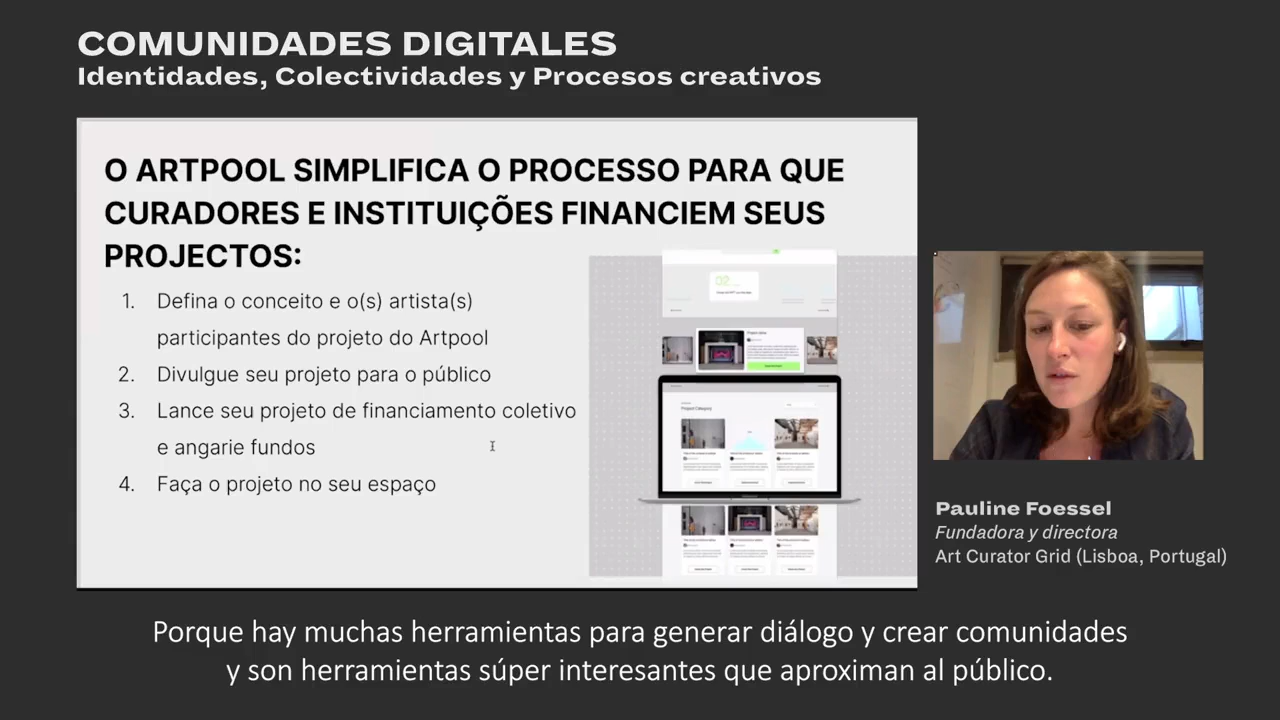 COMUNIDADES DIGITALES
Identidades, Colectividades y Procesos creativos
O ARTPOOL SIMPLIFICA O PROCESSO PARA QUE
CURADORES E INSTITUIÇÕES FINANCIEM SEUS
PROJECTOS:
1. Defina o conceito e o(s) artista(s)
participantes do projeto do Artpool
2. Divulgue seu projeto para o público
3. Lance seu projeto de financiamento coletivo
e angarie fundos
4. Faça o projeto no seu espaço
02
Project Category
Pauline Foessel
Fundadora y directora
Art Curator Grid (Lisboa, Portugal)
Porque hay muchas herramientas para generar diálogo y crear comunidades
y son herramientas súper interesantes que aproximan al público.